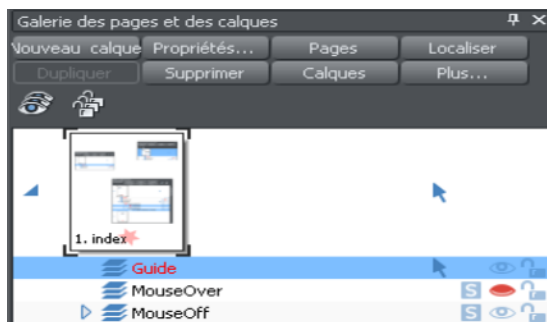 Galerie des pages et des calques
Nouveau calque Propriétés... Pages Localiser
Dupliquer Supprimer Calques Plus...
1. index
Guide
MouseOver S
MouseOff S